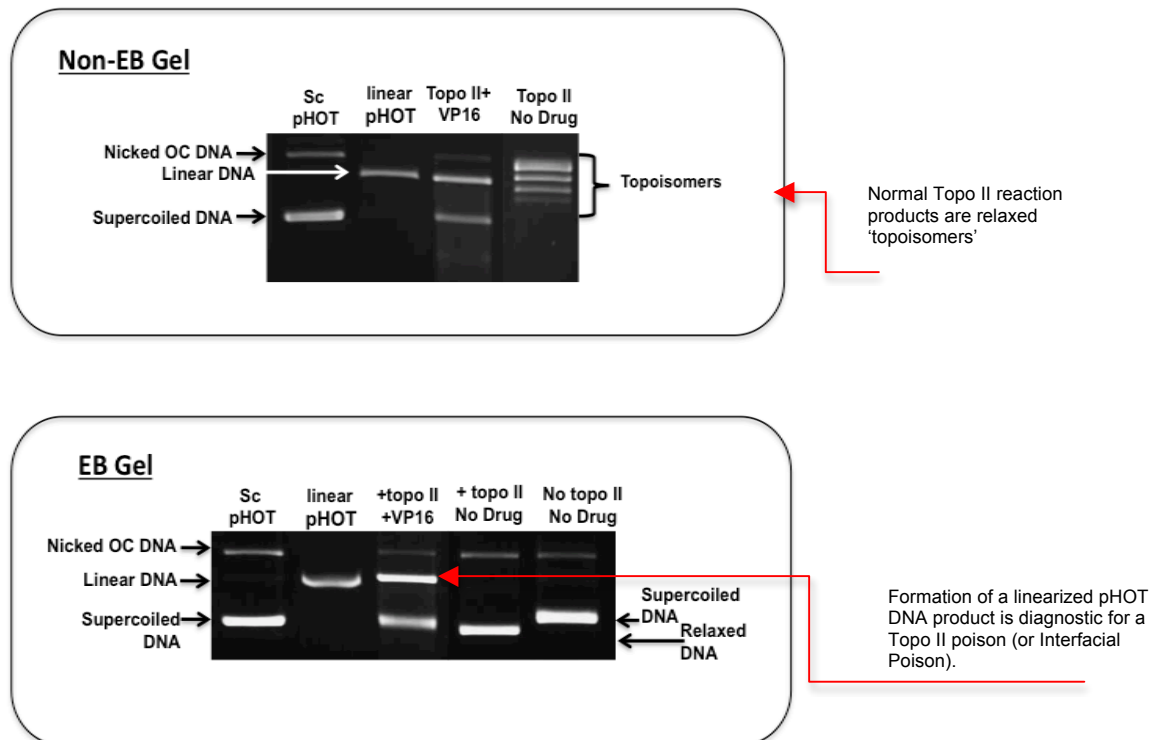 Non-EB Gel
Sc
pHOT
linear
pHOT
Topo II+
VP16
Topo II
No Drug
Nicked OC DNA
Linear DNA
Supercoiled DNA
Topoisomers
Normal Topo II reaction
products are relaxed
‘topoisomers’
EB Gel
Sc
pHOT
linear
pHOT
+topo II
+VP16
+ topo II
No Drug
No topo II
No Drug
Nicked OC DNA
Linear DNA
Supercoiled
DNA
Supercoiled
DNA
Relaxed
DNA
Formation of a linearized pHOT
DNA product is diagnostic for a
Topo II poison (or Interfacial
Poison).